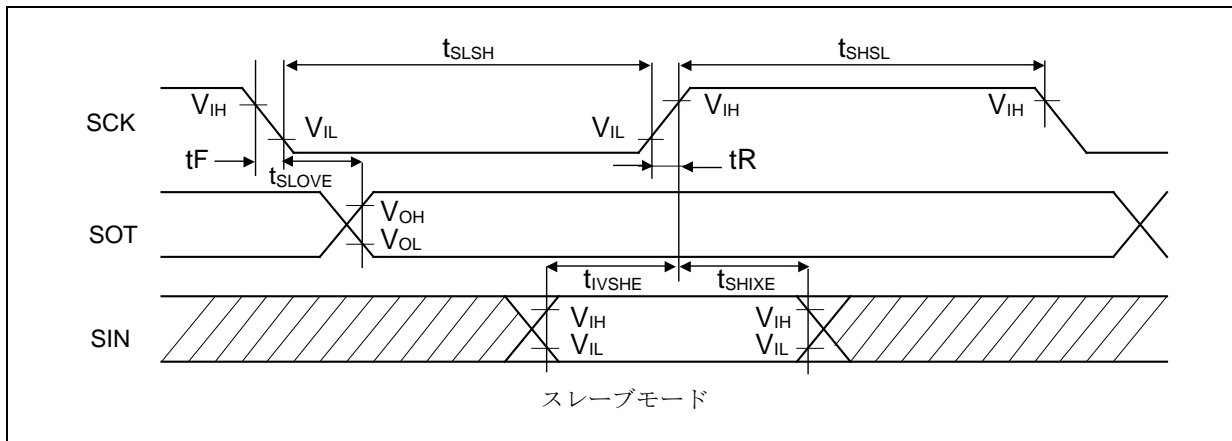 tSLSH tSHSL
SCK VIH VIL VIL VIH VIH
tF tSLOVE tR
SOT VOH VOL
tIVSHE tSHIXE
SIN VIH VIL VIH VIL
スレーブモード